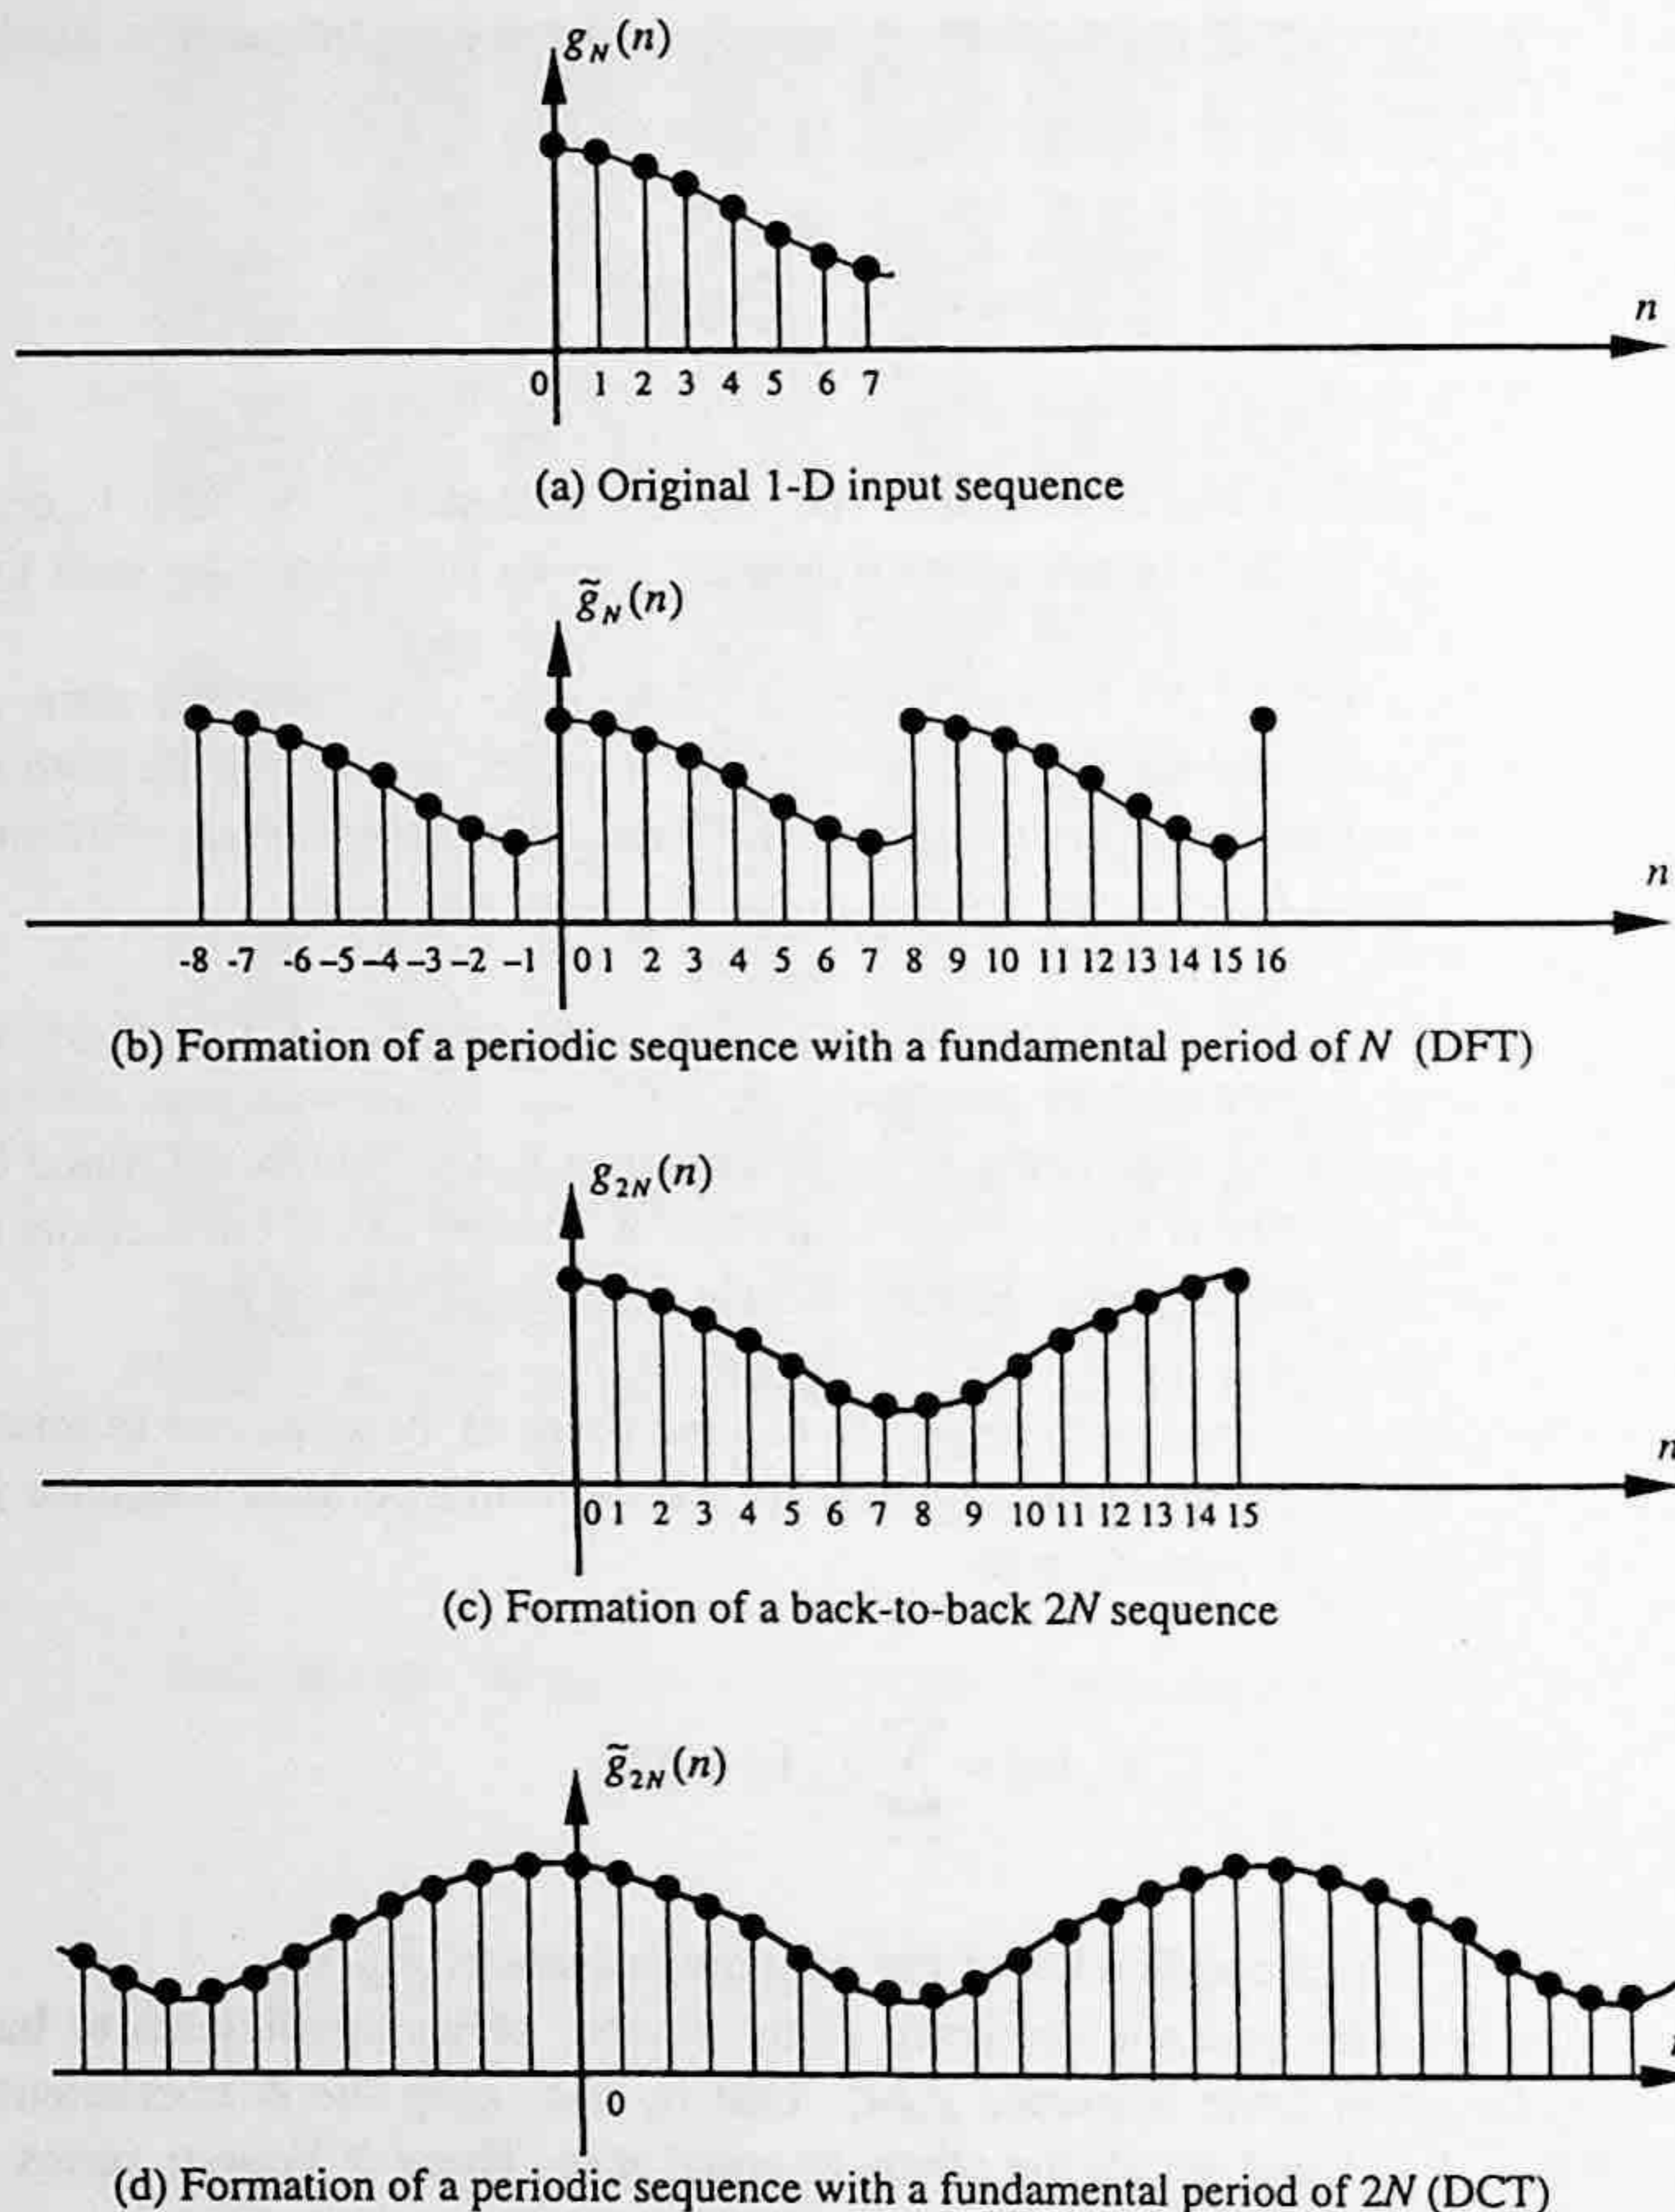 g_N(n)
n
0 1 2 3 4 5 6 7
(a) Original 1-D input sequence
g̃_N(n)
n
-8 -7 -6 –5 –4 –3 –2 –1 0 1 2 3 4 5 6 7 8 9 10 11 12 13 14 15 16
(b) Formation of a periodic sequence with a fundamental period of N (DFT)
g_2N(n)
n
0 1 2 3 4 5 6 7 8 9 10 11 12 13 14 15
(c) Formation of a back-to-back 2N sequence
g̃_2N(n)
0
(d) Formation of a periodic sequence with a fundamental period of 2N (DCT)